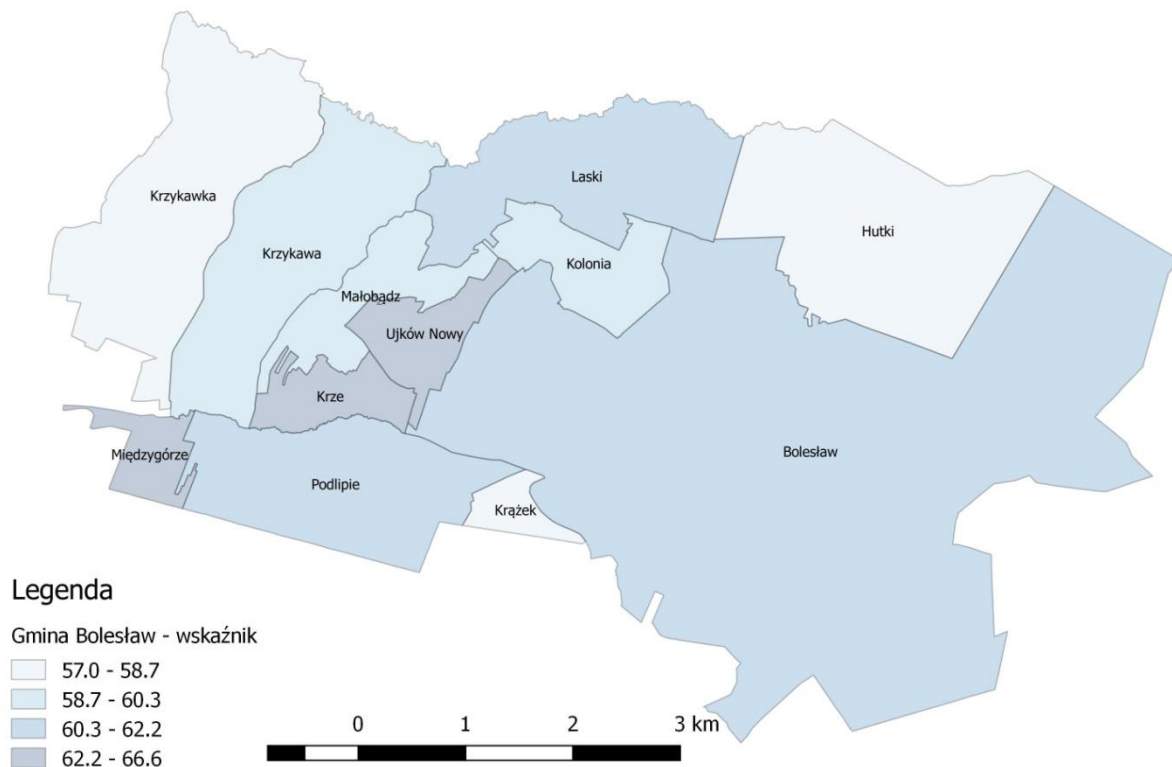 Laski
Krzykawka
Hutki
Krzykawa
Kolonia
Małobądz
Ujków Nowy
Krze
Bolesław
Międzygórze
Podlipie
Krążek
Legenda
Gmina Bolesław - wskaźnik
57.0 - 58.7
58.7 - 60.3
60.3 - 62.2
62.2 - 66.6
0 1 2 3 km